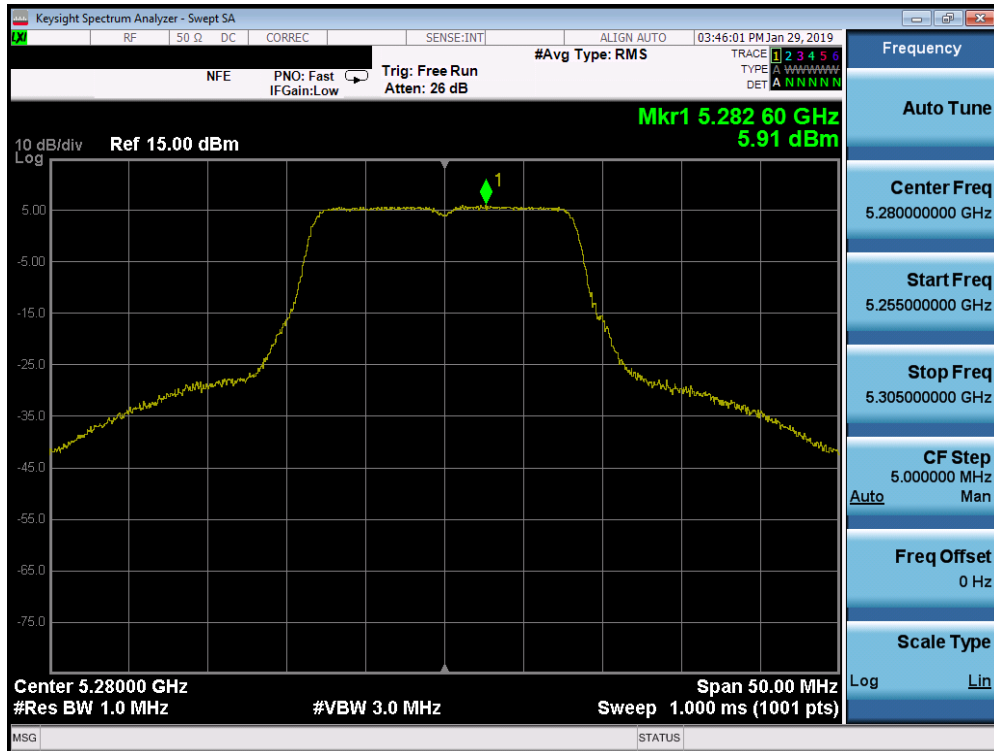 Keysight Spectrum Analyzer - Swept SA
LXI RF 50 Ω DC CORREC SENSE:INT ALIGN AUTO 03:46:01 PM Jan 29, 2019
#Avg Type: RMS TRACE 1 2 3 4 5 6
NFE PNO: Fast Trig: Free Run TYPE A WWWWW
IFGain:Low Atten: 26 dB DET A N N N N N
Mkr1 5.282 60 GHz
5.91 dBm
10 dB/div Ref 15.00 dBm
Log
1
5.00
-5.00
-15.0
-25.0
-35.0
-45.0
-55.0
-65.0
-75.0
Center 5.28000 GHz Span 50.00 MHz
#Res BW 1.0 MHz #VBW 3.0 MHz Sweep 1.000 ms (1001 pts)
MSG STATUS
Frequency
Auto Tune
Center Freq
5.280000000 GHz
Start Freq
5.255000000 GHz
Stop Freq
5.305000000 GHz
CF Step
5.000000 MHz
Auto Man
Freq Offset
0 Hz
Scale Type
Log Lin